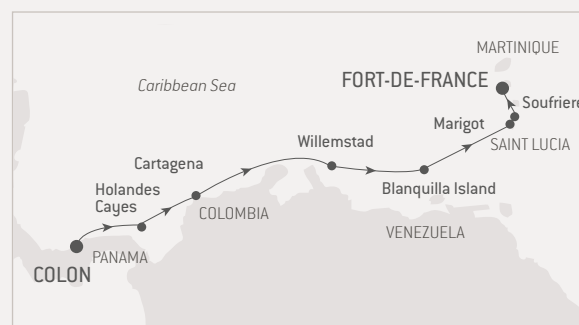 MARTINIQUE
Caribbean Sea
FORT-DE-FRANCE
Soufriere
Marigot
SAINT LUCIA
Willemstad
Cartagena
Holandes
Cayes
Blanquilla Island
COLOMBIA
VENEZUELA
PANAMA
COLON